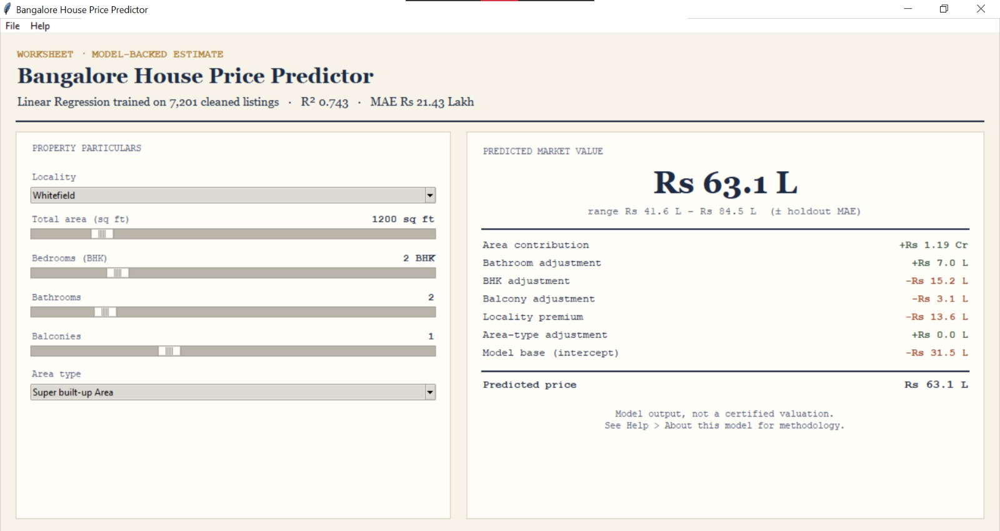 Bangalore House Price Predictor
File Help
WORKSHEET · MODEL-BACKED ESTIMATE
Bangalore House Price Predictor
Linear Regression trained on 7,201 cleaned listings · R² 0.743 · MAE Rs 21.43 Lakh
PROPERTY PARTICULARS
Locality
Whitefield
Total area (sq ft) 1200 sq ft
Bedrooms (BHK) 2 BHK
Bathrooms 2
Balconies 1
Area type
Super built-up Area
PREDICTED MARKET VALUE
Rs 63.1 L
range Rs 41.6 L – Rs 84.5 L (± holdout MAE)
Area contribution +Rs 1.19 Cr
Bathroom adjustment +Rs 7.0 L
BHK adjustment -Rs 15.2 L
Balcony adjustment -Rs 3.1 L
Locality premium -Rs 13.6 L
Area-type adjustment +Rs 0.0 L
Model base (intercept) -Rs 31.5 L
Predicted price Rs 63.1 L
Model output, not a certified valuation.
See Help > About this model for methodology.